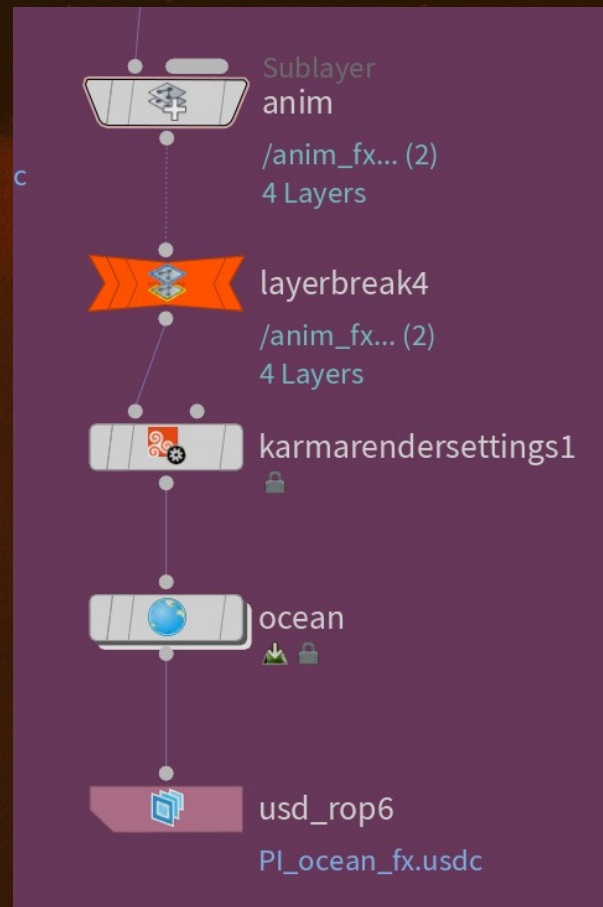 Sublayer
anim
c
/anim_fx... (2)
4 Layers
layerbreak4
/anim_fx... (2)
4 Layers
karmarendersettings1
ocean
usd_rop6
PI_ocean_fx.usdc